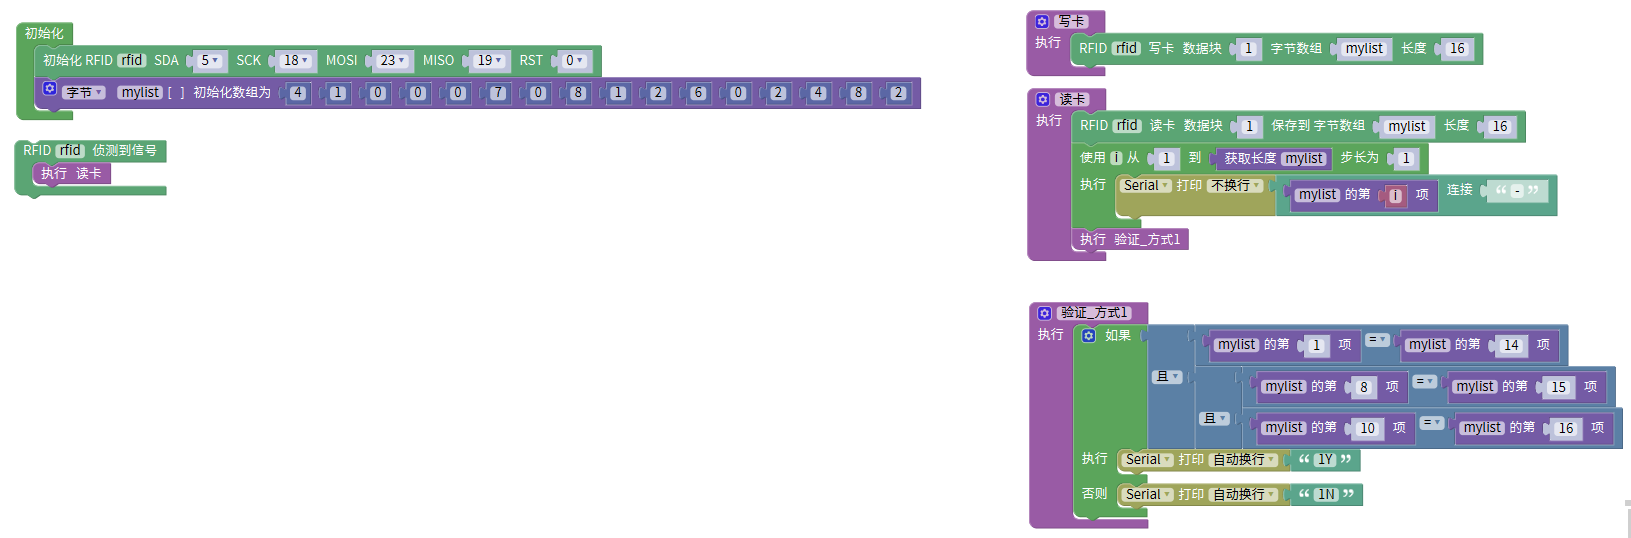 初始化
初始化 RFID rfid SDA 5 SCK 18 MOSI 23 MISO 19 RST 0
字节 mylist [ ] 初始化数组为 4 1 0 0 0 7 0 8 1 2 6 0 2 4 8 2
RFID rfid 侦测到信号
执行 读卡
写卡
执行 RFID rfid 写卡 数据块 1 字节数组 mylist 长度 16
读卡
执行 RFID rfid 读卡 数据块 1 保存到 字节数组 mylist 长度 16
使用 i 从 1 到 获取长度 mylist 步长为 1
执行 Serial 打印 不换行 mylist 的第 i 项 连接 “ - ”
执行 验证_方式1
验证_方式1
执行 如果 mylist 的第 1 项 = mylist 的第 14 项
且 mylist 的第 8 项 = mylist 的第 15 项
且 mylist 的第 10 项 = mylist 的第 16 项
执行 Serial 打印 自动换行 “ 1Y ”
否则 Serial 打印 自动换行 “ 1N ”